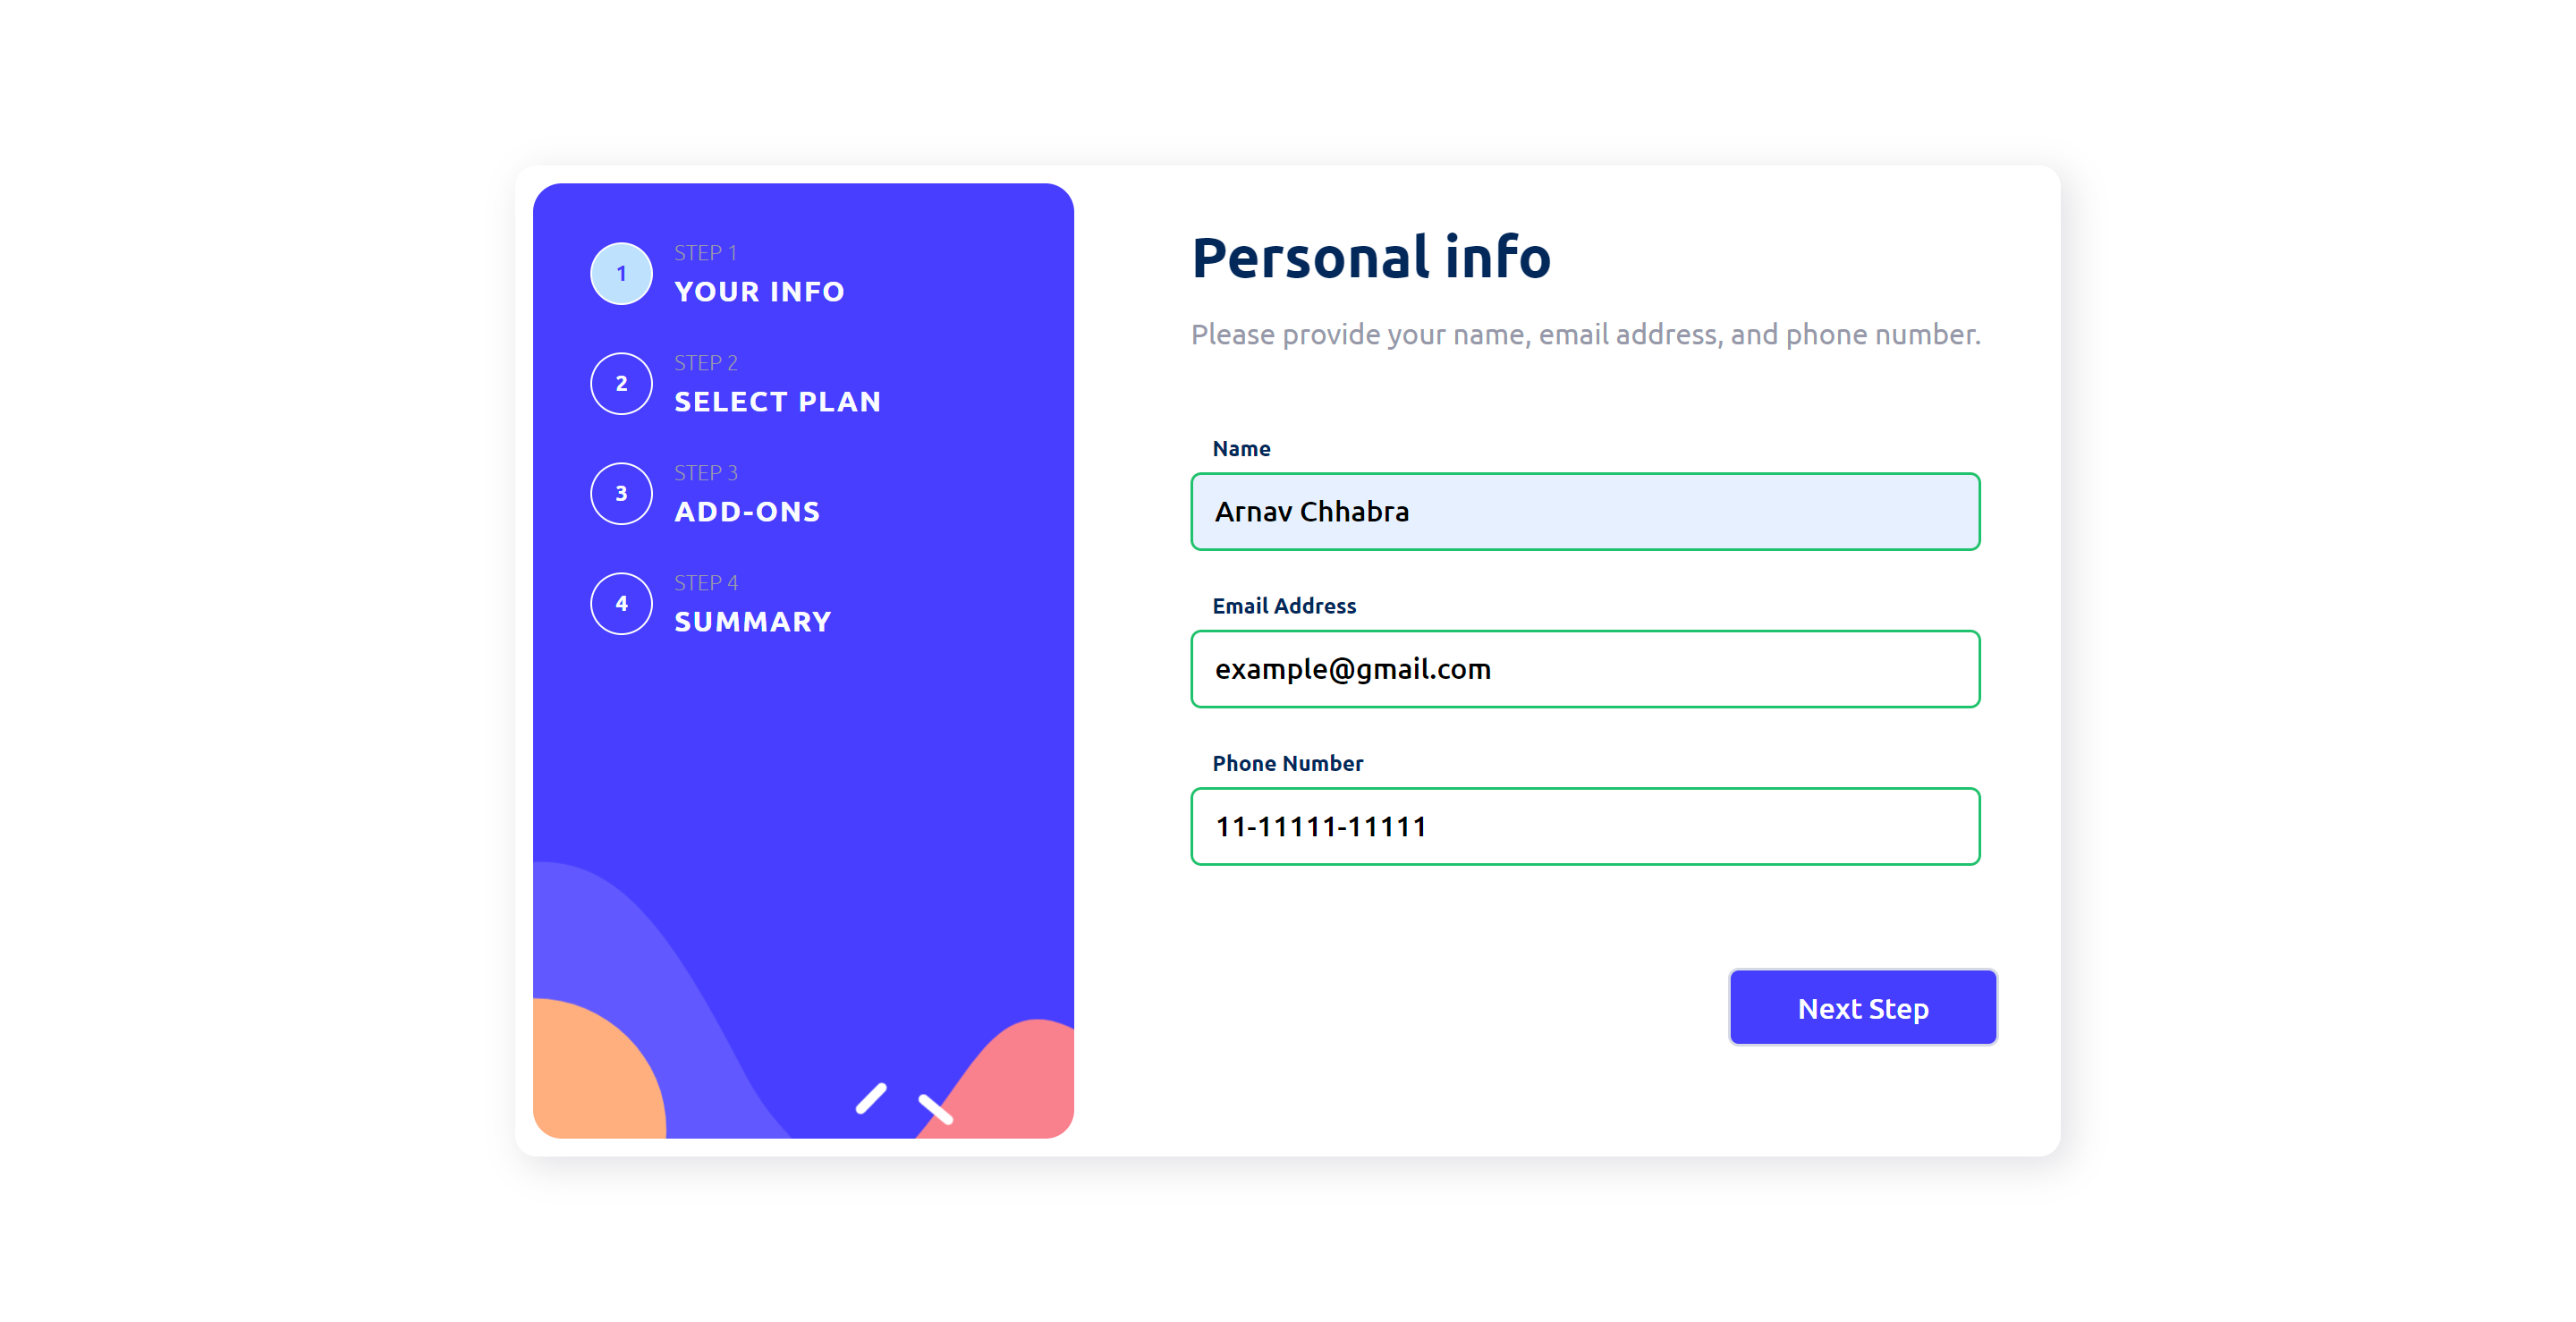 1
STEP 1
YOUR INFO
2
STEP 2
SELECT PLAN
3
STEP 3
ADD-ONS
4
STEP 4
SUMMARY
Personal info
Please provide your name, email address, and phone number.
Name
Arnav Chhabra
Email Address
example@gmail.com
Phone Number
11-11111-11111
Next Step